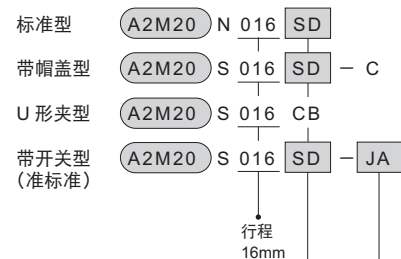 标准型 A2M20 N 016 SD
带帽盖型 A2M20 S 016 SD － C
U 形夹型 A2M20 S 016 CB
带开关型 A2M20 S 016 SD － JA
（准标准）
行程
16mm